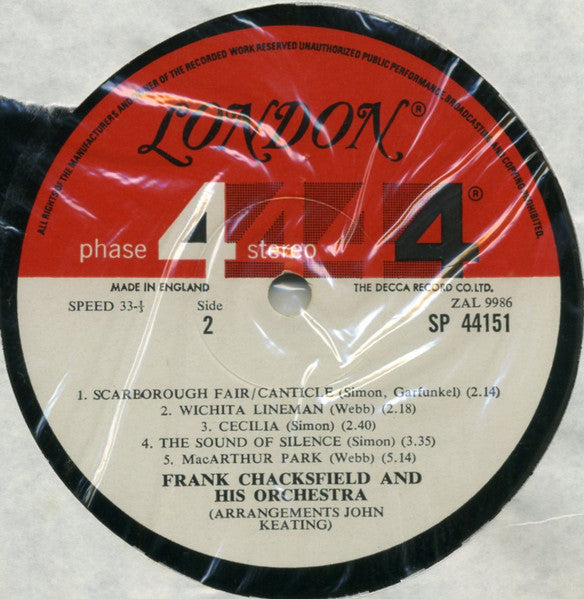 ALL RIGHTS OF THE MANUFACTURERS AND OWNER OF THE RECORDED WORK RESERVED UNAUTHORIZED PUBLIC PERFORMANCE, BROADCASTING AND COPYING PROHIBITED.
LONDON®
phase 4 stereo 4 4 4®
MADE IN ENGLAND THE DECCA RECORD CO.LTD.
SPEED 33-⅓ Side ZAL 9986
2 SP 44151
1. SCARBOROUGH FAIR/CANTICLE (Simon, Garfunkel) (2.14)
2. WICHITA LINEMAN (Webb) (2.18)
3. CECILIA (Simon) (2.40)
4. THE SOUND OF SILENCE (Simon) (3.35)
5. MacARTHUR PARK (Webb) (5.14)
FRANK CHACKSFIELD AND
HIS ORCHESTRA
(ARRANGEMENTS JOHN
KEATING)